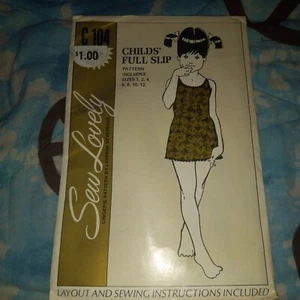 C 104
$1.00
CHILDS'
FULL SLIP
PATTERN
INCLUDES
SIZES 1, 2, 4,
6, 8, 10, 12.
Sew Lovely
LAYOUT AND SEWING INSTRUCTIONS INCLUDED